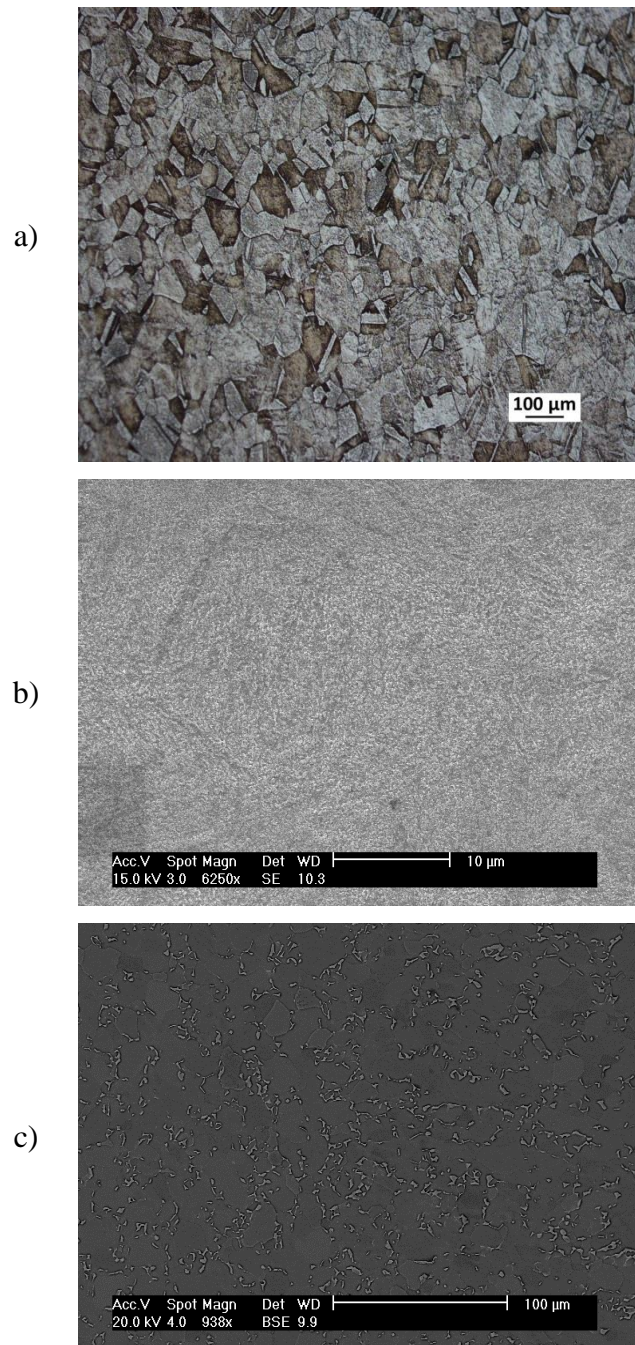 a)
100 µm
b)
Acc.V Spot Magn Det WD 10 µm
15.0 kV 3.0 6250x SE 10.3
c)
Acc.V Spot Magn Det WD 100 µm
20.0 kV 4.0 938x BSE 9.9